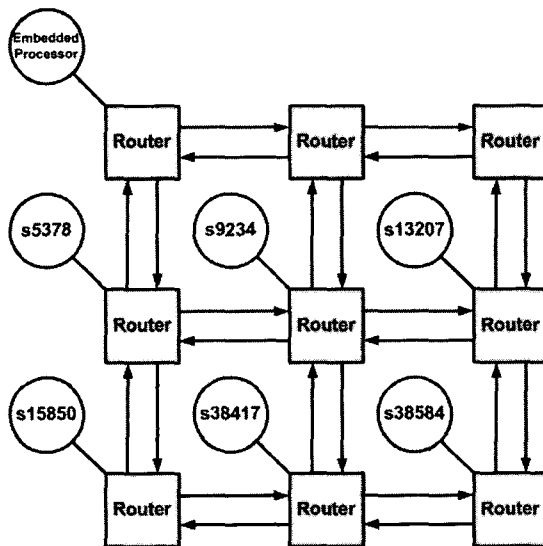 Embedded
Processor
Router
Router
Router
s5378
s9234
s13207
Router
Router
Router
s15850
s38417
s38584
Router
Router
Router